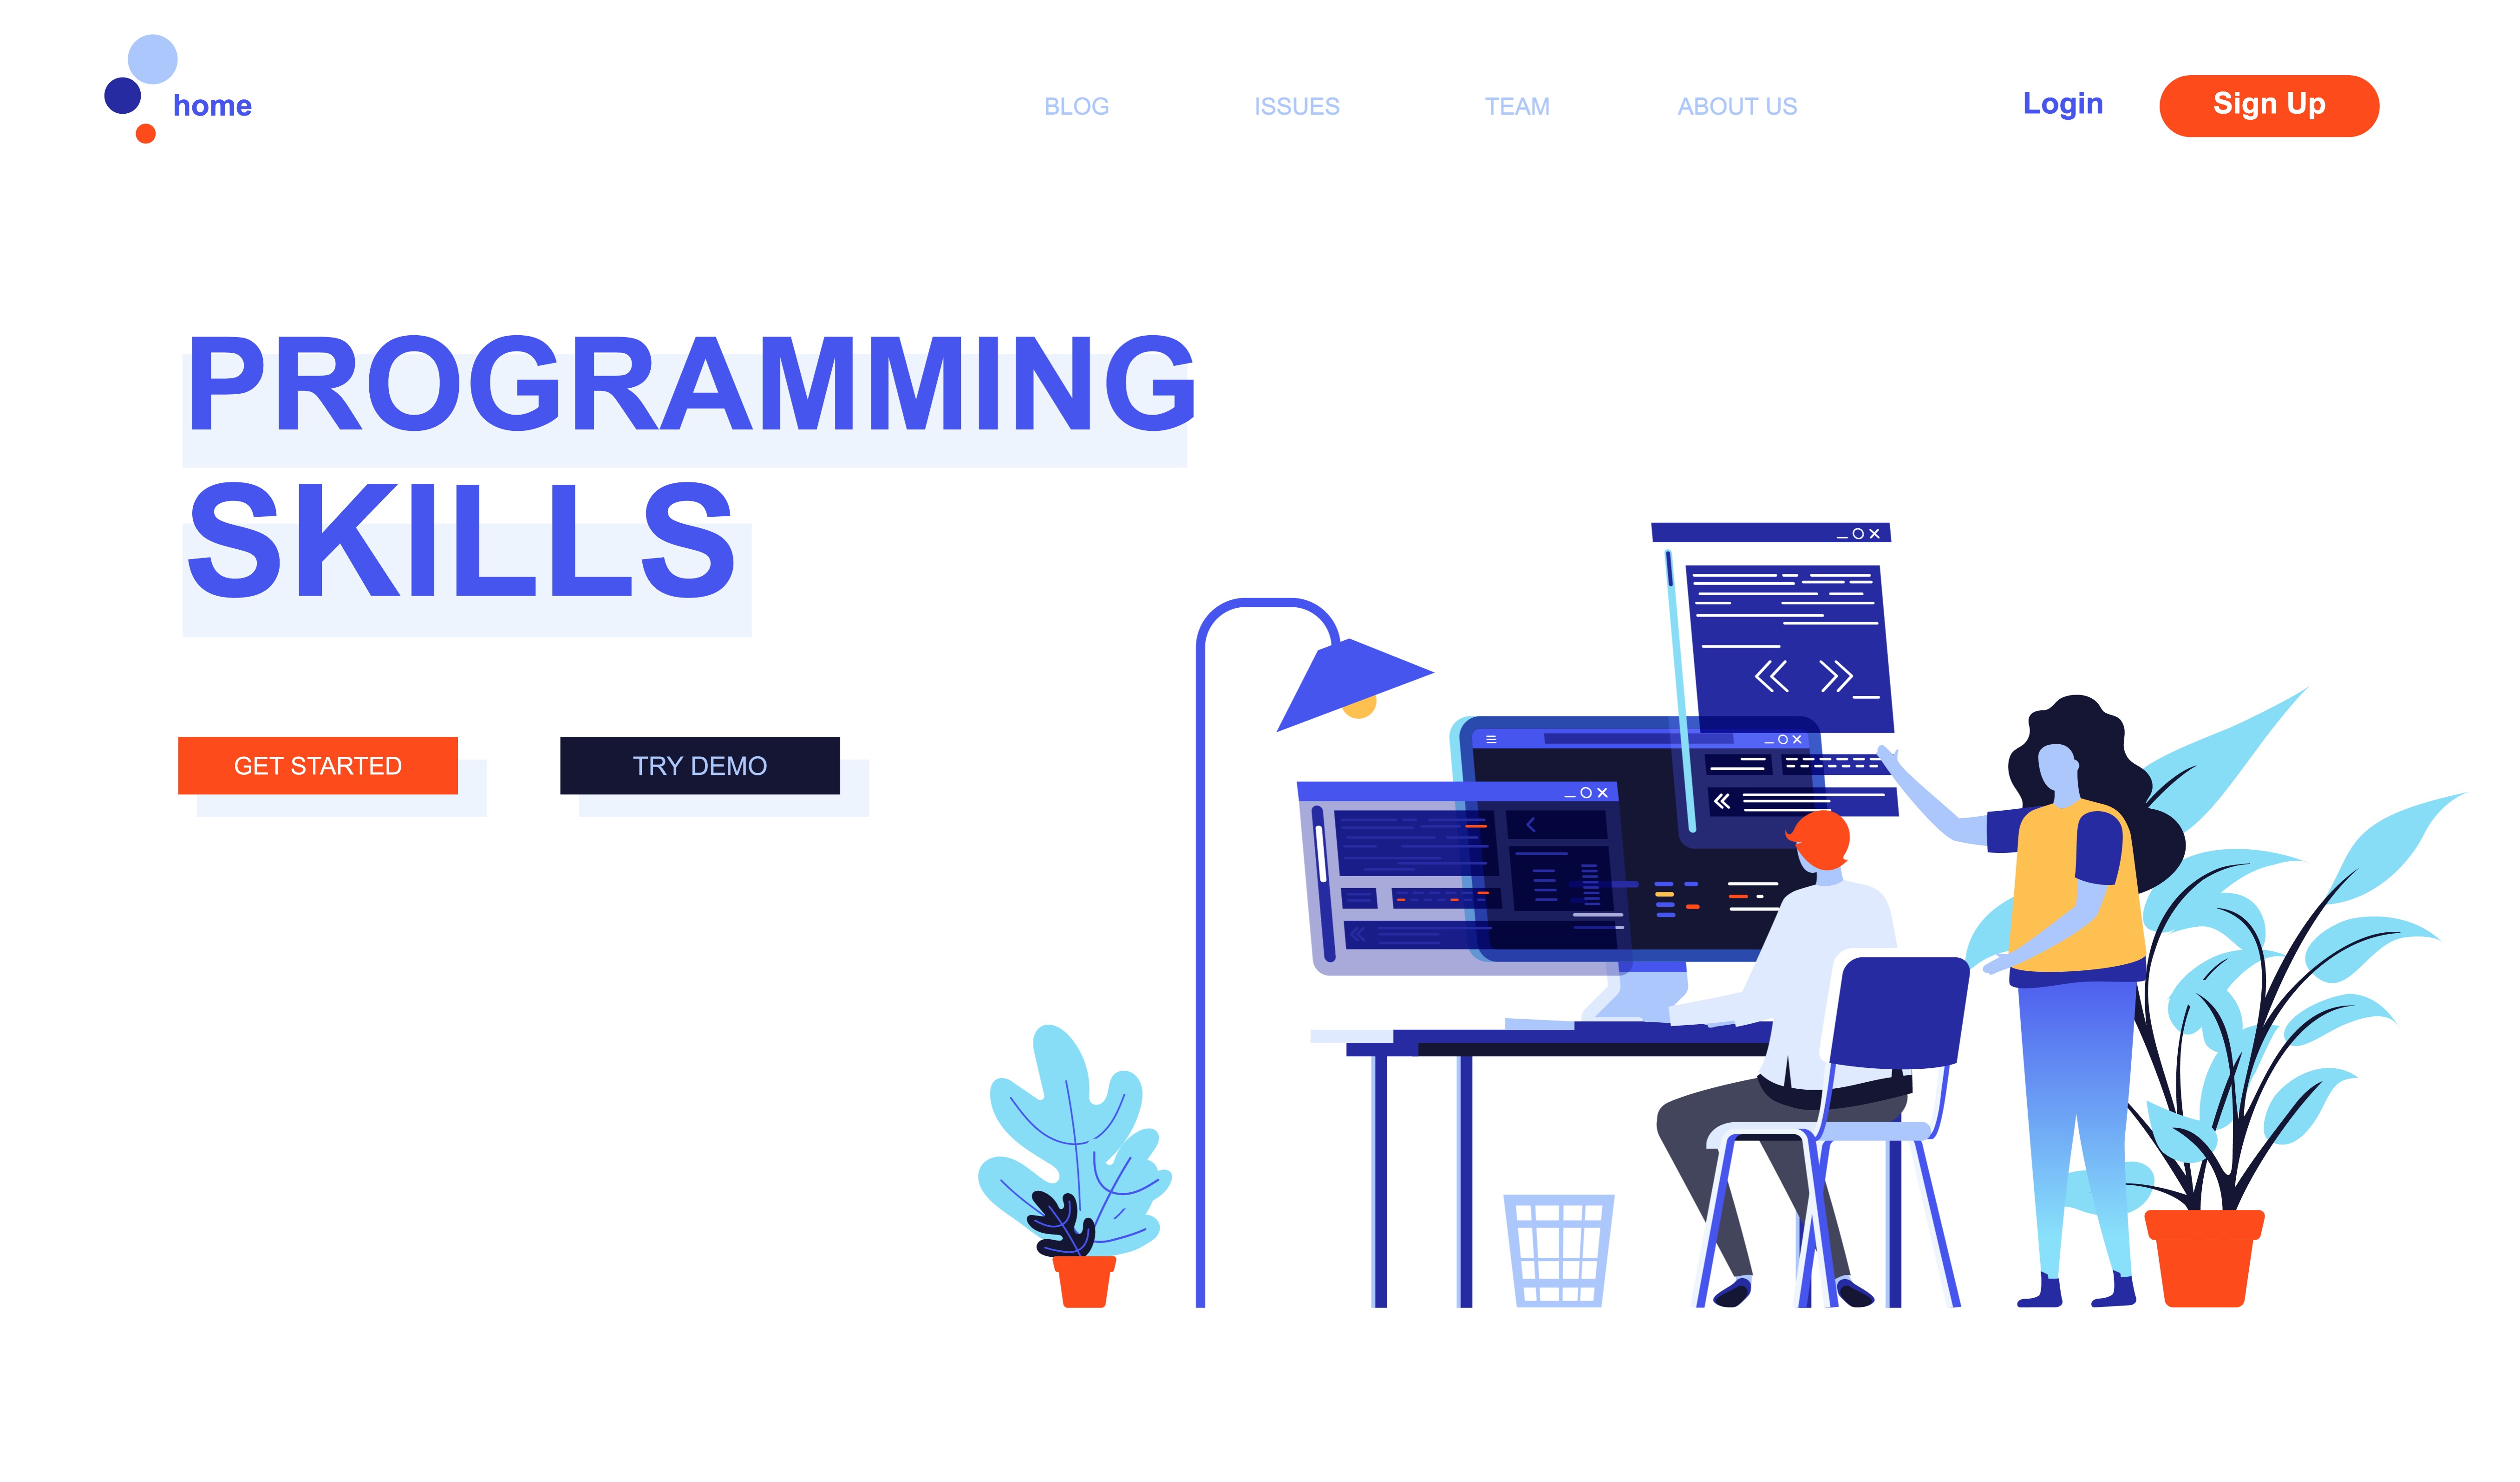 home
BLOG
ISSUES
TEAM
ABOUT US
Login
Sign Up
PROGRAMMING
SKILLS
GET STARTED
TRY DEMO